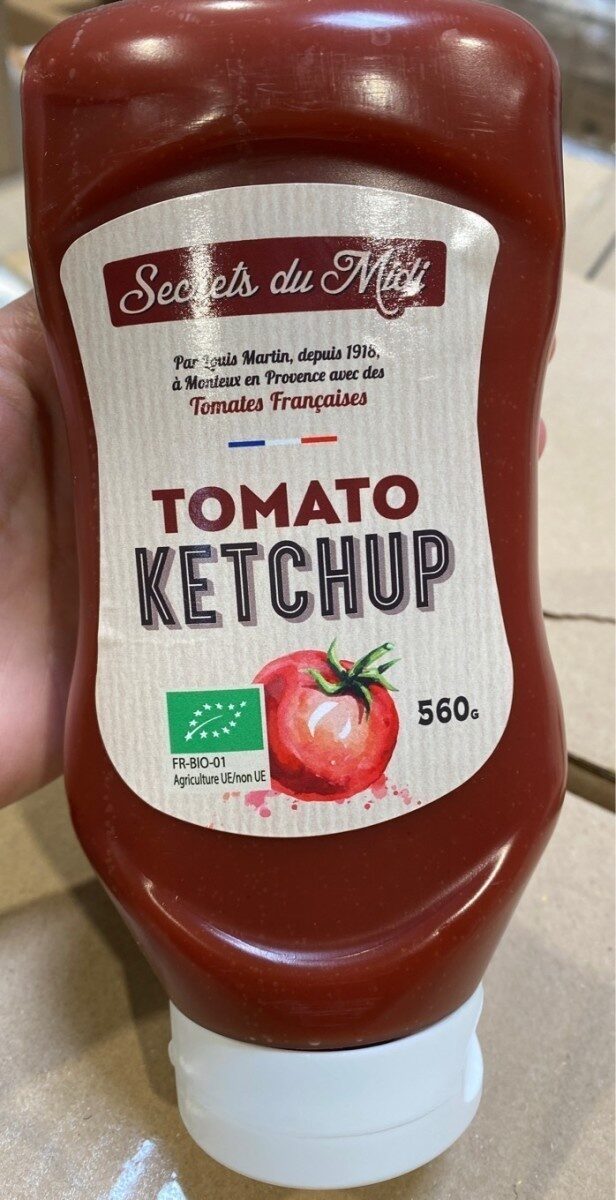 Secrets du Midi
Par Louis Martin, depuis 1918,
à Monteux en Provence avec des
Tomates Françaises
TOMATO
KETCHUP
560G
FR-BIO-01
Agriculture UE/non UE